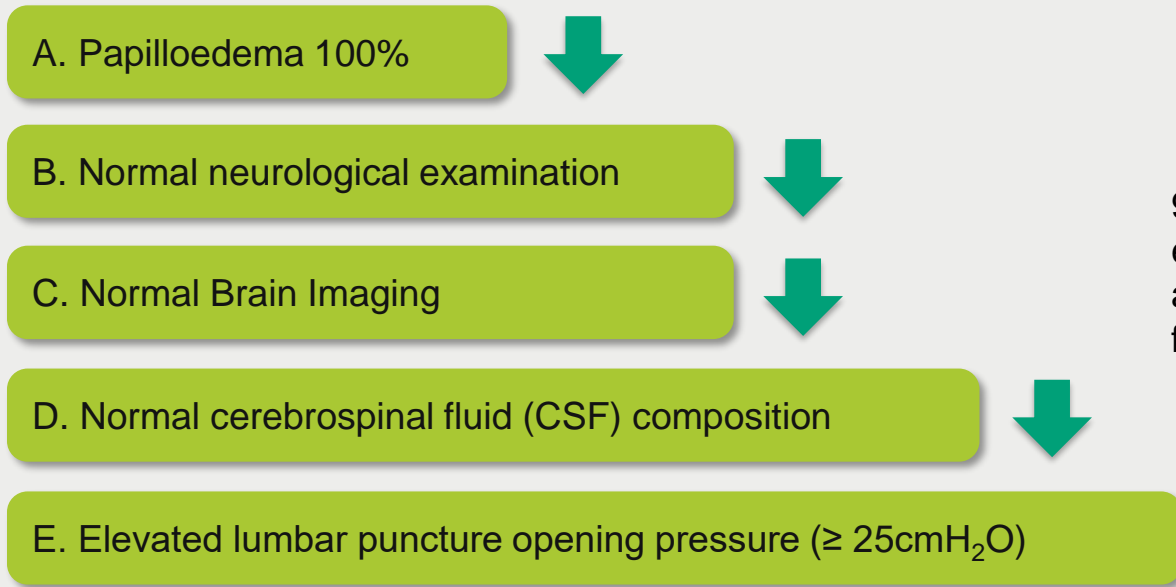 A. Papilloedema 100%
B. Normal neurological examination
C. Normal Brain Imaging
D. Normal cerebrospinal fluid (CSF) composition
E. Elevated lumbar puncture opening pressure (≥ 25cmH₂O)